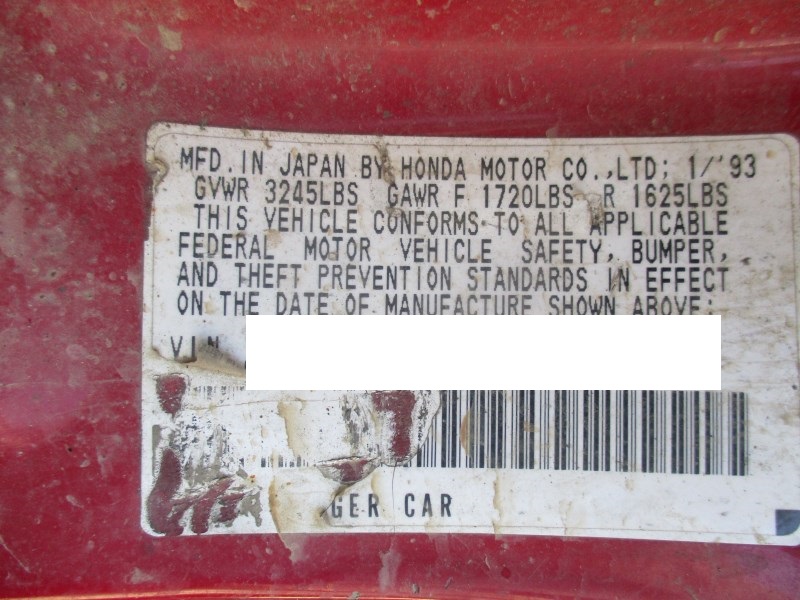 MFD. IN JAPAN BY HONDA MOTOR CO.,LTD; 1/'93
GVWR 3245LBS GAWR F 1720LBS R 1625LBS
THIS VEHICLE CONFORMS TO ALL APPLICABLE
FEDERAL MOTOR VEHICLE SAFETY, BUMPER,
AND THEFT PREVENTION STANDARDS IN EFFECT
ON THE DATE OF MANUFACTURE SHOWN ABOVE:
VIN
GER CAR